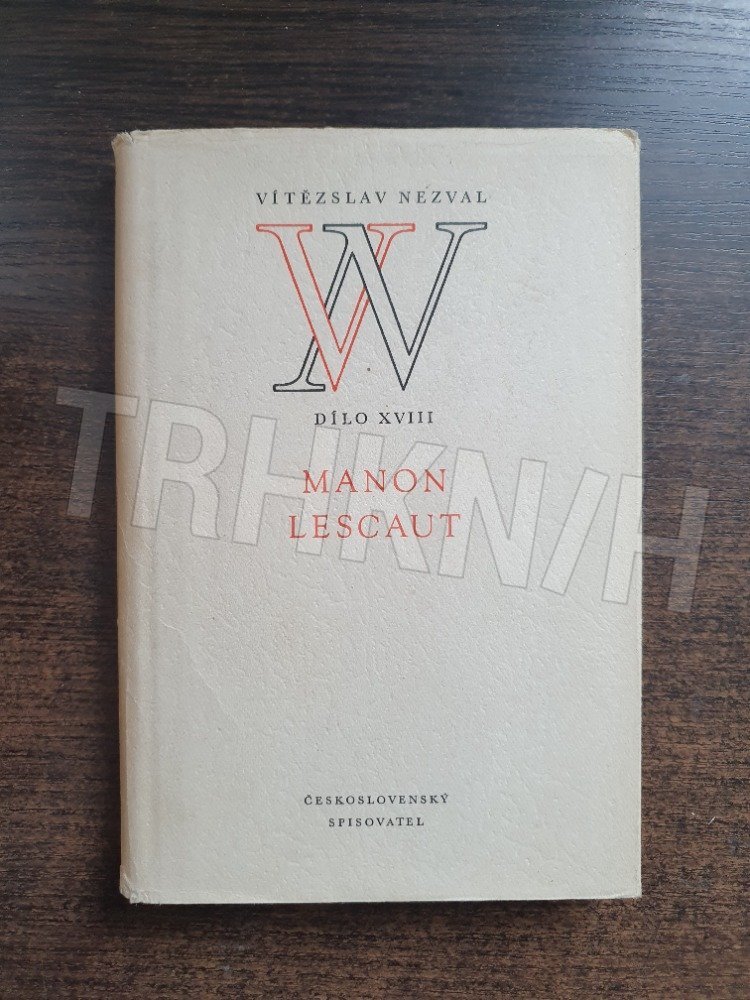 VÍTĚZSLAV NEZVAL
VN
DÍLO XVIII
MANON
LESCAUT
ČESKOSLOVENSKÝ
SPISOVATEL
TRHKNIH